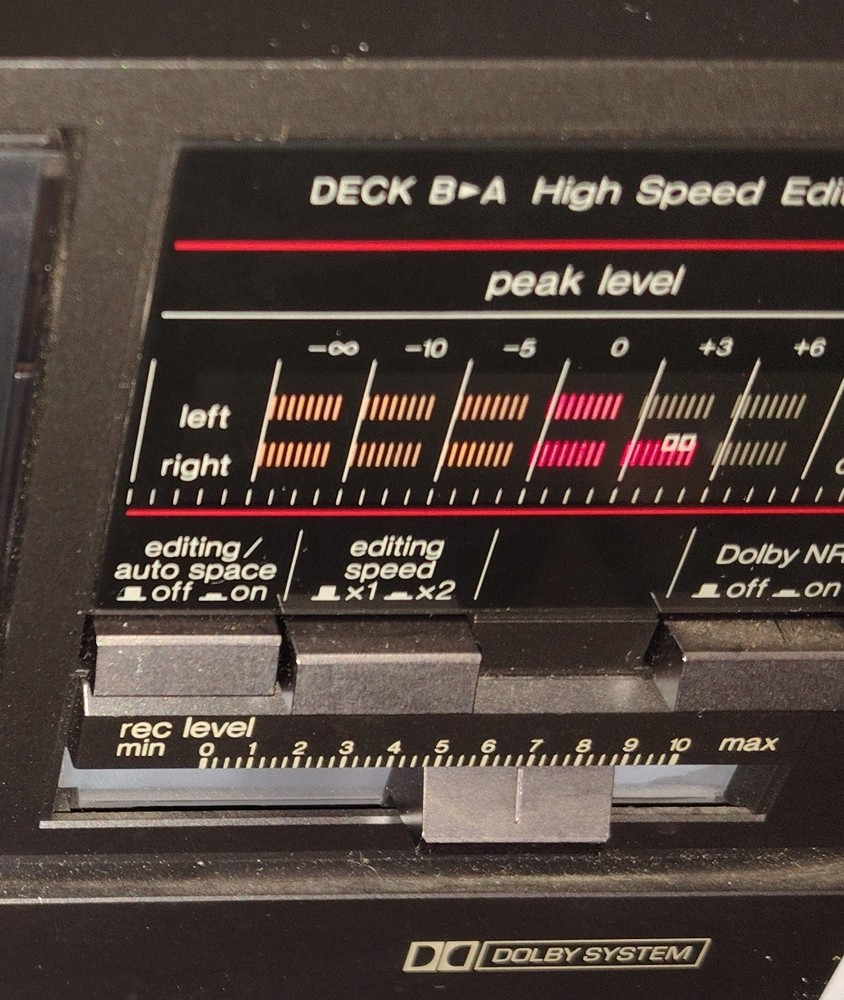 DECK B▶A High Speed Edi
peak level
-∞ -10 -5 0 +3 +6
left
right
editing/
auto space
off on
editing
speed
x1 x2
Dolby NR
off on
rec level
min 0 1 2 3 4 5 6 7 8 9 10 max
DOLBY SYSTEM